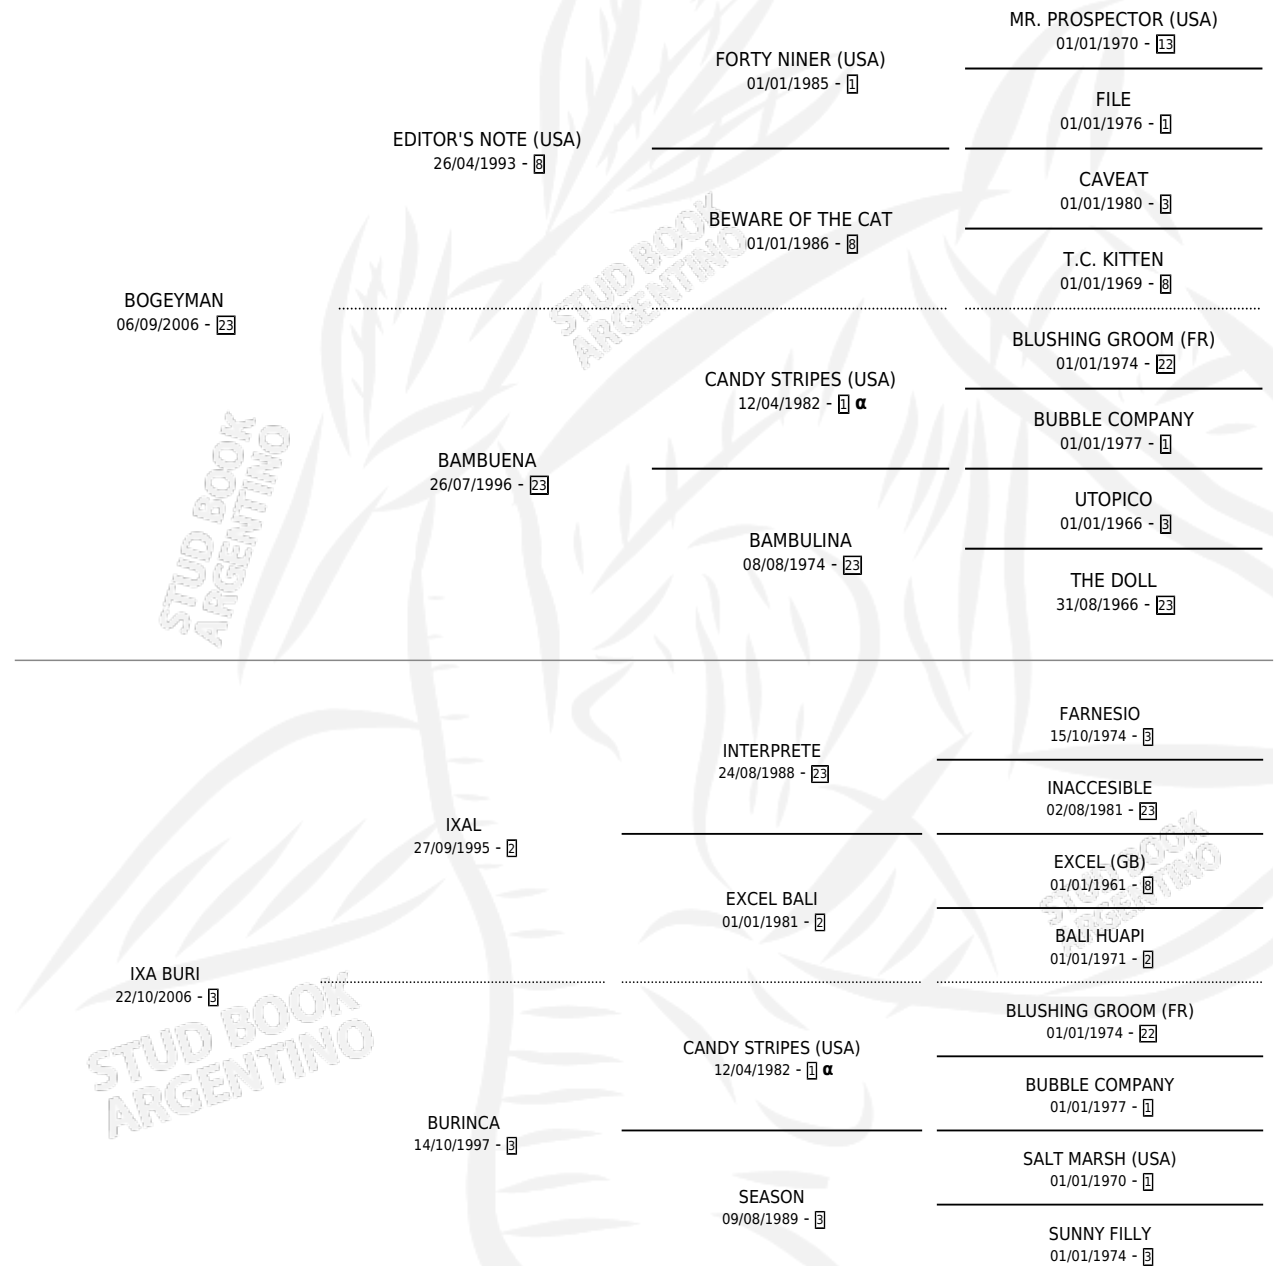 MR. PROSPECTOR (USA)
01/01/1970 - 13
FORTY NINER (USA)
01/01/1985 - 1
FILE
01/01/1976 - 1
EDITOR'S NOTE (USA)
26/04/1993 - 8
CAVEAT
01/01/1980 - 3
BEWARE OF THE CAT
01/01/1986 - 8
T.C. KITTEN
01/01/1969 - 8
BOGEYMAN
06/09/2006 - 23
BLUSHING GROOM (FR)
01/01/1974 - 22
CANDY STRIPES (USA)
12/04/1982 - 1 α
BUBBLE COMPANY
01/01/1977 - 1
BAMBUENA
26/07/1996 - 23
UTOPICO
01/01/1966 - 3
BAMBULINA
08/08/1974 - 23
THE DOLL
31/08/1966 - 23
FARNESIO
15/10/1974 - 3
INTERPRETE
24/08/1988 - 23
INACCESIBLE
02/08/1981 - 23
IXAL
27/09/1995 - 2
EXCEL (GB)
01/01/1961 - 8
EXCEL BALI
01/01/1981 - 2
BALI HUAPI
01/01/1971 - 2
IXA BURI
22/10/2006 - 3
BLUSHING GROOM (FR)
01/01/1974 - 22
CANDY STRIPES (USA)
12/04/1982 - 1 α
BUBBLE COMPANY
01/01/1977 - 1
BURINCA
14/10/1997 - 3
SALT MARSH (USA)
01/01/1970 - 1
SEASON
09/08/1989 - 3
SUNNY FILLY
01/01/1974 - 3
STUD BOOK
ARGENTINO
STUD BOOK
ARGENTINO
STUD BOOK
ARGENTINO
STUD BOOK
ARGENTINO